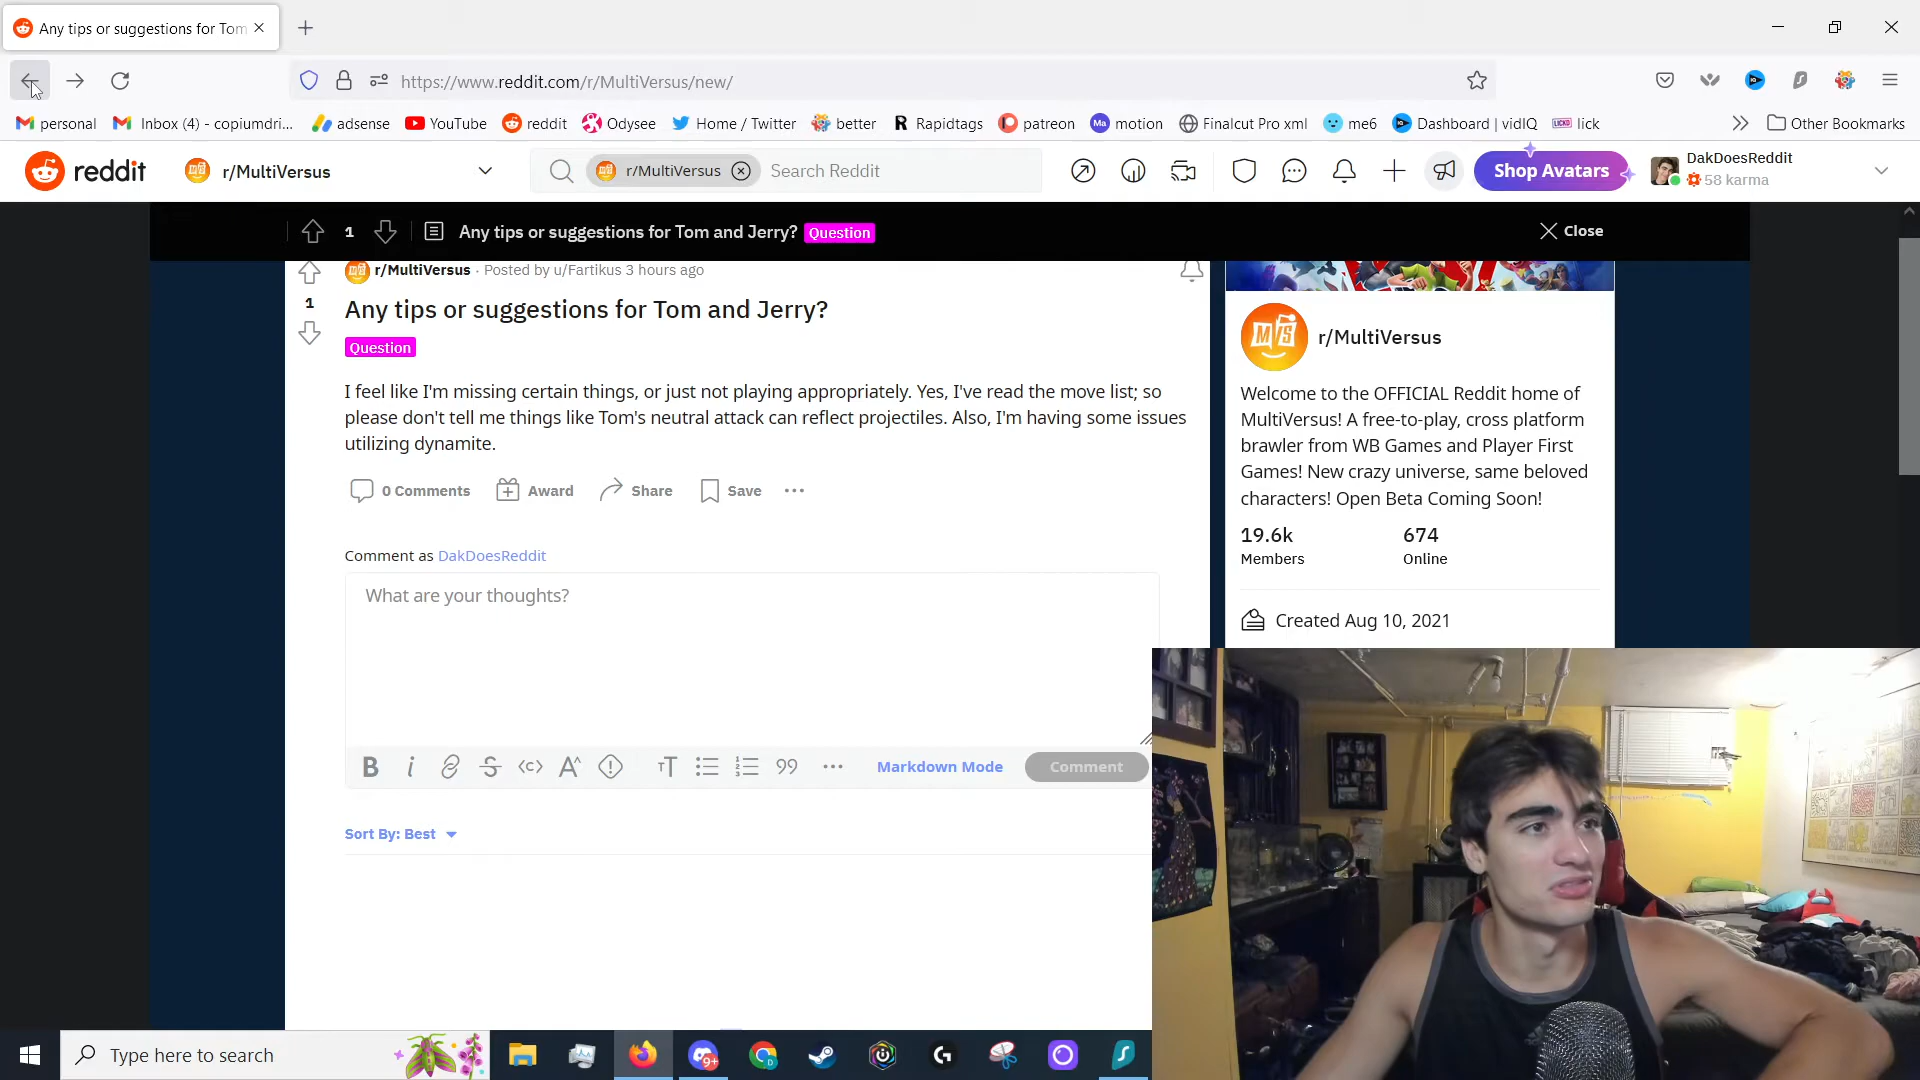 Any tips or suggestions for Tom
https://www.reddit.com/r/MultiVersus/new/
personal
Inbox (4) - copiumdri...
adsense
YouTube
reddit
Odysee
Home / Twitter
better
Rapidtags
patreon
Ma
motion
Finalcut Pro xml
me6
Dashboard | vidIQ
lick
Other Bookmarks
reddit
r/MultiVersus
r/MultiVersus
Search Reddit
Shop Avatars
DakDoesReddit
58 karma
1
Any tips or suggestions for Tom and Jerry? Question
Close
r/MultiVersus · Posted by u/Fartikus 3 hours ago
1
Any tips or suggestions for Tom and Jerry?
Question
I feel like I'm missing certain things, or just not playing appropriately. Yes, I've read the move list; so
please don't tell me things like Tom's neutral attack can reflect projectiles. Also, I'm having some issues
utilizing dynamite.
0 Comments
Award
Share
Save
Comment as DakDoesReddit
What are your thoughts?
Markdown Mode
Comment
Sort By: Best
MVS
r/MultiVersus
Welcome to the OFFICIAL Reddit home of
MultiVersus! A free-to-play, cross platform
brawler from WB Games and Player First
Games! New crazy universe, same beloved
characters! Open Beta Coming Soon!
19.6k
674
Members
Online
Created Aug 10, 2021
Type here to search
9+